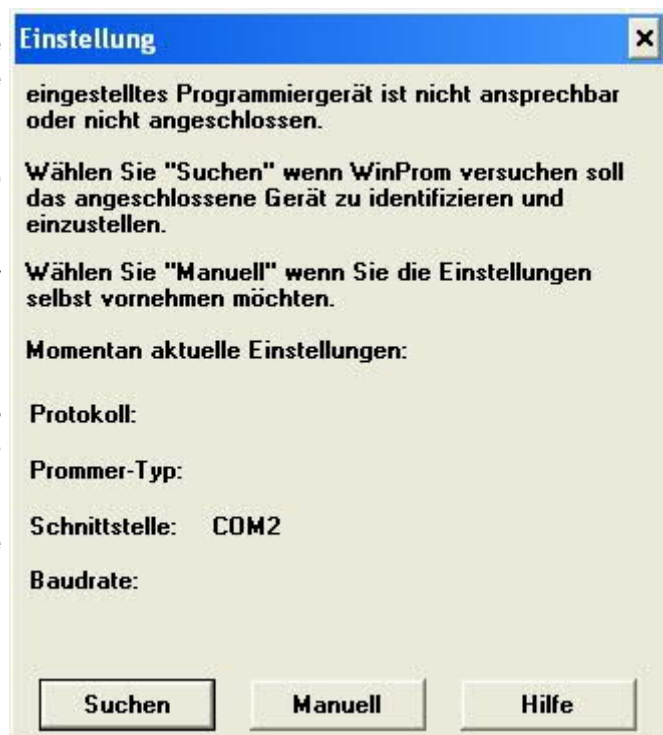 Einstellung
eingestelltes Programmiergerät ist nicht ansprechbar
oder nicht angeschlossen.
Wählen Sie "Suchen" wenn WinProm versuchen soll
das angeschlossene Gerät zu identifizieren und
einzustellen.
Wählen Sie "Manuell" wenn Sie die Einstellungen
selbst vornehmen möchten.
Momentan aktuelle Einstellungen:
Protokoll:
Prommer-Typ:
Schnittstelle: COM2
Baudrate:
Suchen Manuell Hilfe